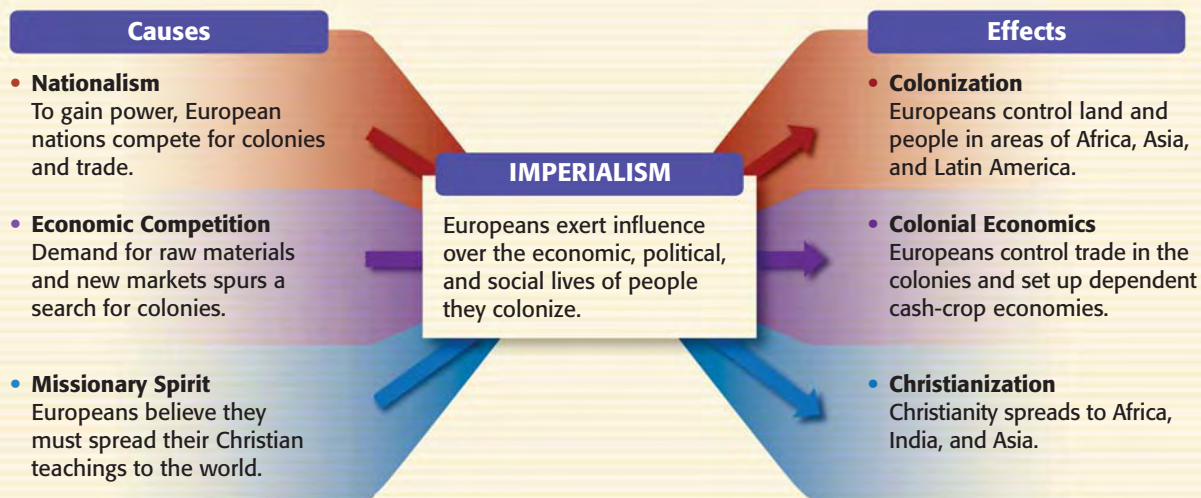 Causes
• Nationalism
To gain power, European
nations compete for colonies
and trade.
• Economic Competition
Demand for raw materials
and new markets spurs a
search for colonies.
• Missionary Spirit
Europeans believe they
must spread their Christian
teachings to the world.
IMPERIALISM
Europeans exert influence
over the economic, political,
and social lives of people
they colonize.
Effects
• Colonization
Europeans control land and
people in areas of Africa, Asia,
and Latin America.
• Colonial Economics
Europeans control trade in the
colonies and set up dependent
cash-crop economies.
• Christianization
Christianity spreads to Africa,
India, and Asia.